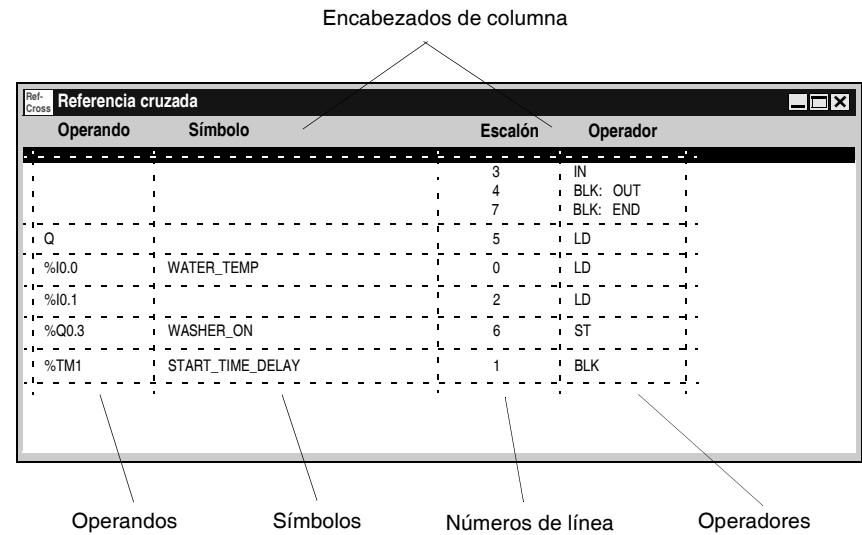 Encabezados de columna
Ref-
Cross
Referencia cruzada
Operando Símbolo Escalón Operador
3 IN
4 BLK: OUT
7 BLK: END
Q 5 LD
%I0.0 WATER_TEMP 0 LD
%I0.1 2 LD
%Q0.3 WASHER_ON 6 ST
%TM1 START_TIME_DELAY 1 BLK
Operandos Símbolos Números de línea Operadores